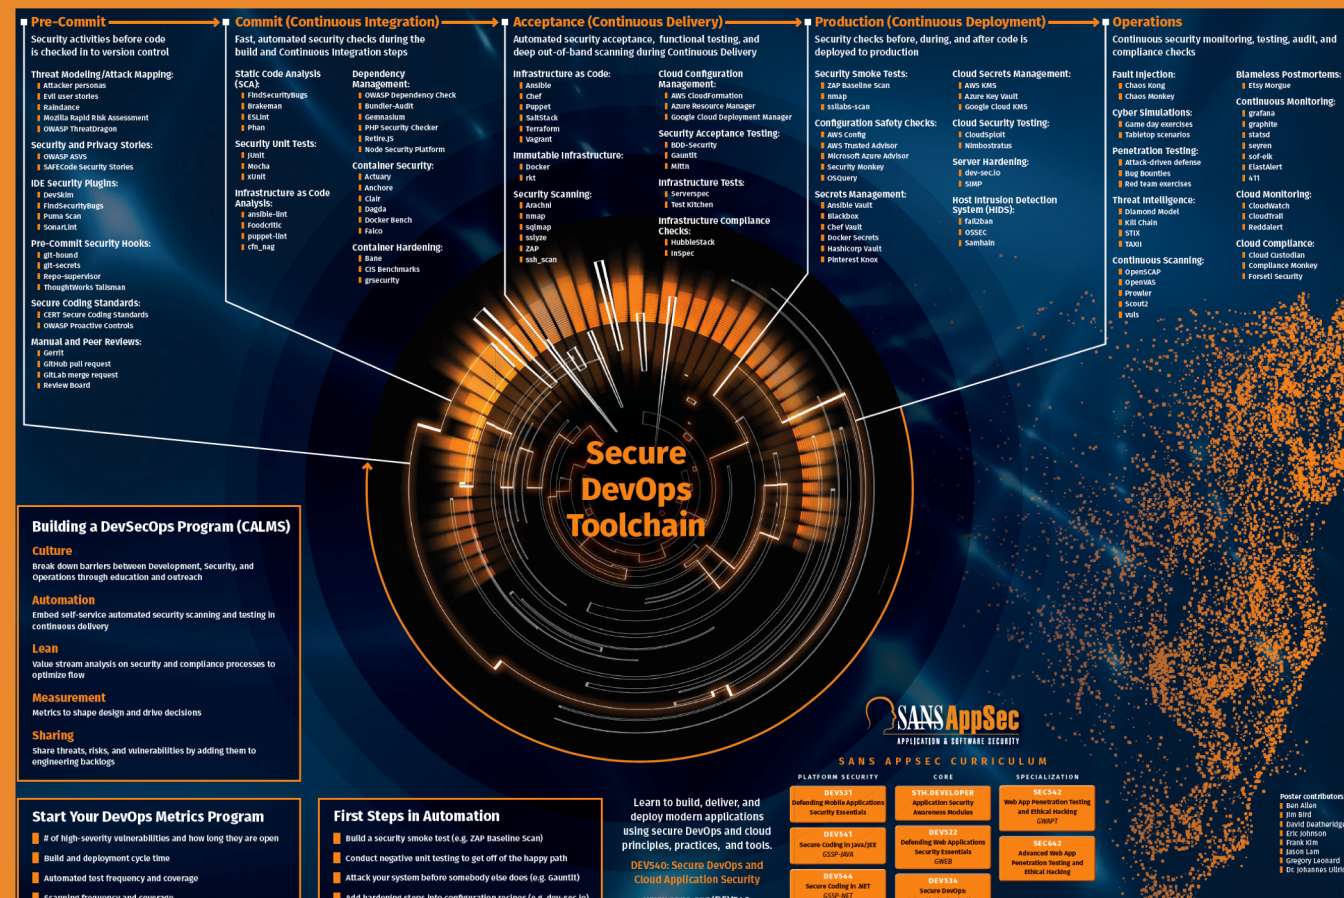 Pre-Commit
Security activities before code
is checked in to version control
Threat Modeling/Attack Mapping:
Attacker personas
Evil user stories
Raindance
Mozilla Rapid Risk Assessment
OWASP ThreatDragon
Security and Privacy Stories:
OWASP ASVS
SAFECode Security Stories
IDE Security Plugins:
DevSkim
FindSecurityBugs
Puma Scan
SonarLint
Pre-Commit Security Hooks:
git-hound
git-secrets
Repo-supervisor
ThoughtWorks Talisman
Secure Coding Standards:
CERT Secure Coding Standards
OWASP Proactive Controls
Manual and Peer Reviews:
Gerrit
GitHub pull request
GitLab merge request
Review Board
Commit (Continuous Integration)
Fast, automated security checks during the
build and Continuous Integration steps
Static Code Analysis
(SCA):
FindSecurityBugs
Brakeman
ESLint
Phan
Security Unit Tests:
JUnit
Mocha
xUnit
Infrastructure as Code
Analysis:
ansible-lint
Foodcritic
puppet-lint
cfn_nag
Dependency
Management:
OWASP Dependency Check
Bundler-Audit
Gemnasium
PHP Security Checker
Retire.JS
Node Security Platform
Container Security:
Actuary
Anchore
Clair
Dagda
Docker Bench
Falco
Container Hardening:
Bane
CIS Benchmarks
grsecurity
Acceptance (Continuous Delivery)
Automated security acceptance, functional testing, and
deep out-of-band scanning during Continuous Delivery
Infrastructure as Code:
Ansible
Chef
Puppet
SaltStack
Terraform
Vagrant
Immutable Infrastructure:
Docker
rkt
Security Scanning:
Arachni
nmap
sqlmap
sslyze
ZAP
ssh_scan
Cloud Configuration
Management:
AWS CloudFormation
Azure Resource Manager
Google Cloud Deployment Manager
Security Acceptance Testing:
BDD-Security
Gauntlt
Mittn
Infrastructure Tests:
Serverspec
Test Kitchen
Infrastructure Compliance
Checks:
HubbleStack
InSpec
Production (Continuous Deployment)
Security checks before, during, and after code is
deployed to production
Security Smoke Tests:
ZAP Baseline Scan
nmap
ssllabs-scan
Configuration Safety Checks:
AWS Config
AWS Trusted Advisor
Microsoft Azure Advisor
Security Monkey
OSQuery
Secrets Management:
Ansible Vault
Blackbox
Chef Vault
Docker Secrets
Hashicorp Vault
Pinterest Knox
Cloud Secrets Management:
AWS KMS
Azure Key Vault
Google Cloud KMS
Cloud Security Testing:
CloudSploit
Nimbostratus
Server Hardening:
dev-sec.io
SIMP
Host Intrusion Detection
System (HIDS):
fail2ban
OSSEC
Samhain
Operations
Continuous security monitoring, testing, audit, and
compliance checks
Fault Injection:
Chaos Kong
Chaos Monkey
Cyber Simulations:
Game day exercises
Tabletop scenarios
Penetration Testing:
Attack-driven defense
Bug Bounties
Red team exercises
Threat Intelligence:
Diamond Model
Kill Chain
STIX
TAXII
Continuous Scanning:
OpenSCAP
OpenVAS
Prowler
Scout2
vuls
Blameless Postmortems:
Etsy Morgue
Continuous Monitoring:
grafana
graphite
statsd
seyren
sof-elk
ElastAlert
411
Cloud Monitoring:
CloudWatch
CloudTrail
Reddalert
Cloud Compliance:
Cloud Custodian
Compliance Monkey
Forseti Security
Secure
DevOps
Toolchain
Building a DevSecOps Program (CALMS)
Culture
Break down barriers between Development, Security, and
Operations through education and outreach
Automation
Embed self-service automated security scanning and testing in
continuous delivery
Lean
Value stream analysis on security and compliance processes to
optimize flow
Measurement
Metrics to shape design and drive decisions
Sharing
Share threats, risks, and vulnerabilities by adding them to
engineering backlogs
Start Your DevOps Metrics Program
# of high-severity vulnerabilities and how long they are open
Build and deployment cycle time
Automated test frequency and coverage
Scanning frequency and coverage
First Steps in Automation
Build a security smoke test (e.g. ZAP Baseline Scan)
Conduct negative unit testing to get off of the happy path
Attack your system before somebody else does (e.g. Gauntlt)
Add hardening steps into configuration recipes (e.g. dev-sec.io)
Learn to build, deliver, and
deploy modern applications
using secure DevOps and cloud
principles, practices, and tools.
DEV540: Secure DevOps and
Cloud Application Security
SANS AppSec
APPLICATION & SOFTWARE SECURITY
SANS APPSEC CURRICULUM
PLATFORM SECURITY
DEV531
Defending Mobile Applications
Security Essentials
DEV541
Secure Coding in Java/JEE
GSSP-JAVA
DEV544
Secure Coding in .NET
GSSP-.NET
CORE
STH.DEVELOPER
Application Security
Awareness Modules
DEV522
Defending Web Applications
Security Essentials
GWEB
DEV534
Secure DevOps:
SPECIALIZATION
SEC542
Web App Penetration Testing
and Ethical Hacking
GWAPT
SEC642
Advanced Web App
Penetration Testing and
Ethical Hacking
Poster contributors
Ben Allen
Jim Bird
David Deatherage
Eric Johnson
Frank Kim
Jason Lam
Gregory Leonard
Dr. Johannes Ullri